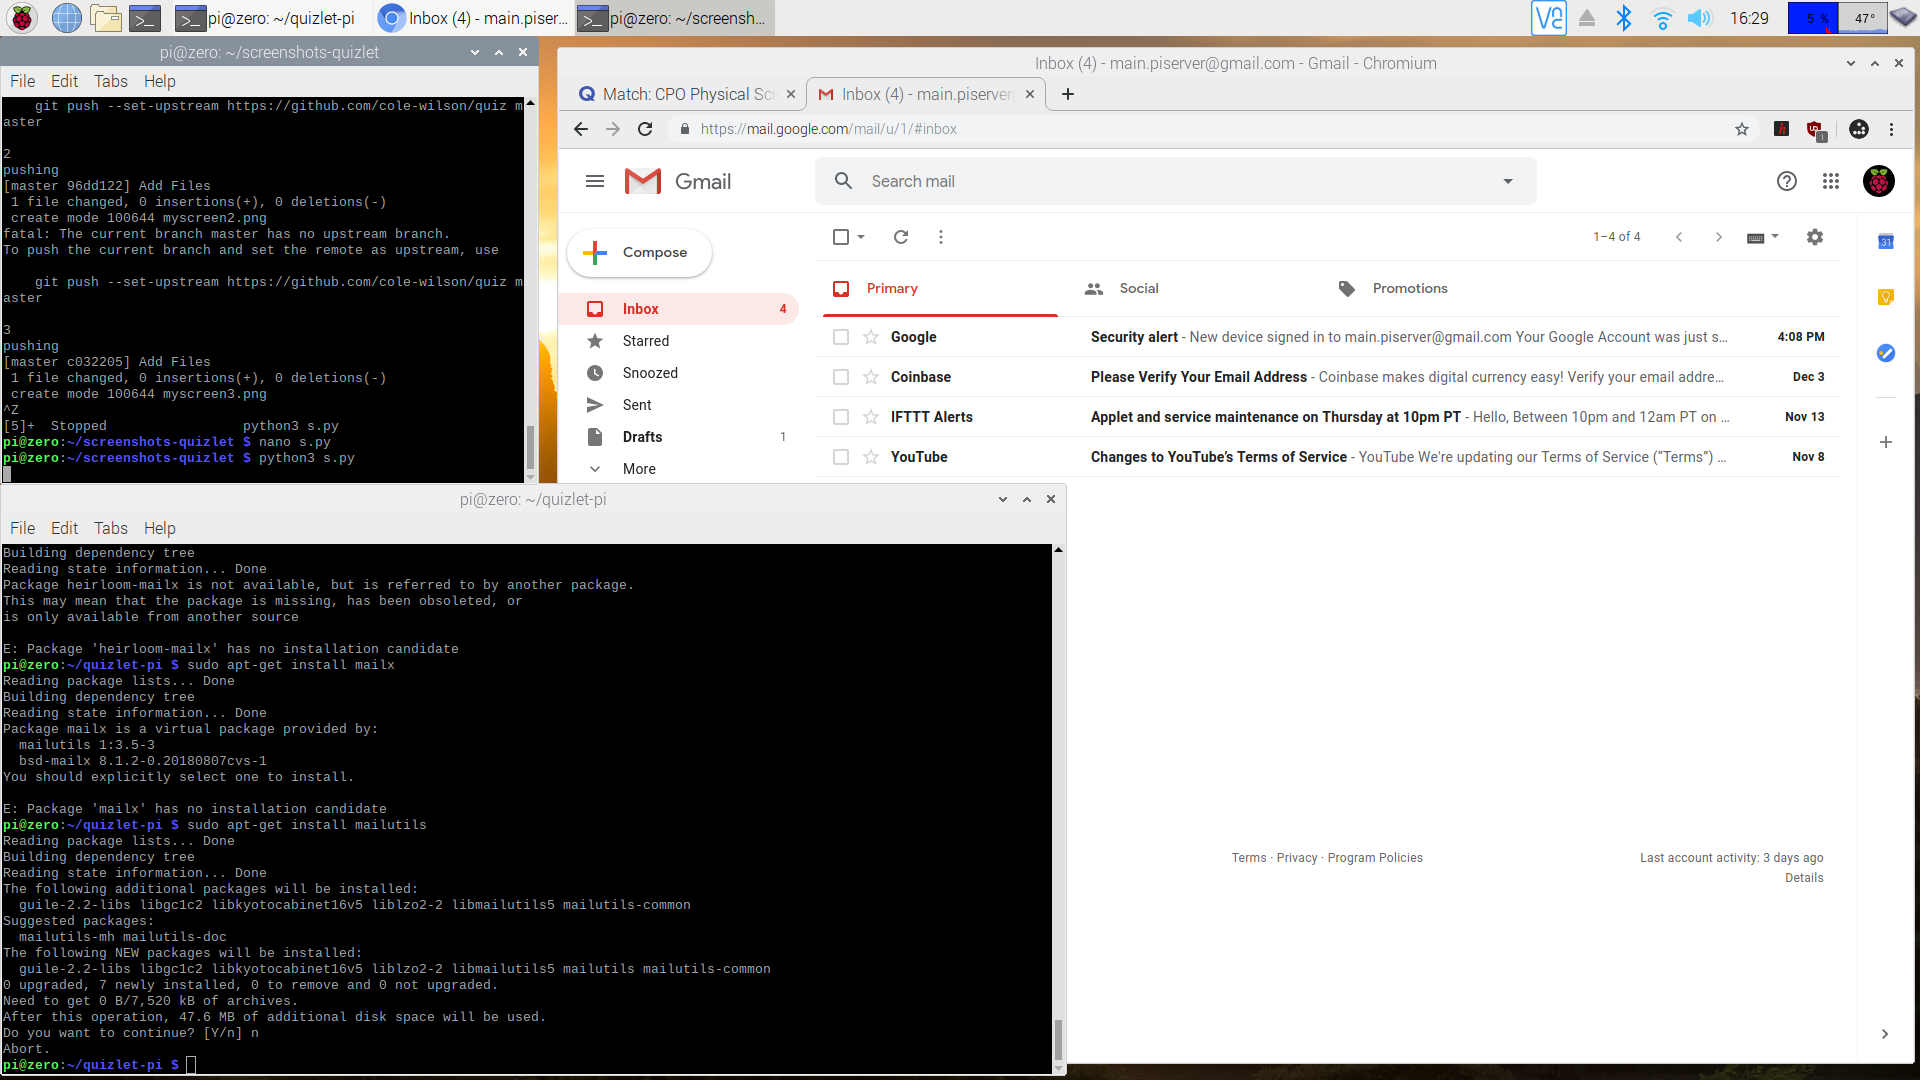 pi@zero: ~/quizlet-pi
Inbox (4) - main.piser...
pi@zero: ~/screensh...
16:29
5 %
47°
pi@zero: ~/screenshots-quizlet
File Edit Tabs Help
git push --set-upstream https://github.com/cole-wilson/quiz m
aster
2
pushing
[master 96dd122] Add Files
1 file changed, 0 insertions(+), 0 deletions(-)
create mode 100644 myscreen2.png
fatal: The current branch master has no upstream branch.
To push the current branch and set the remote as upstream, use
git push --set-upstream https://github.com/cole-wilson/quiz m
aster
3
pushing
[master c032205] Add Files
1 file changed, 0 insertions(+), 0 deletions(-)
create mode 100644 myscreen3.png
^Z
[5]+  Stopped                 python3 s.py
pi@zero:~/screenshots-quizlet $ nano s.py
pi@zero:~/screenshots-quizlet $ python3 s.py
Inbox (4) - main.piserver@gmail.com - Gmail - Chromium
Match: CPO Physical Sci
Inbox (4) - main.piserver@
https://mail.google.com/mail/u/1/#inbox
Gmail
Search mail
Compose
1–4 of 4
31
Inbox 4
Starred
Snoozed
Sent
Drafts 1
More
Primary
Social
Promotions
Google Security alert - New device signed in to main.piserver@gmail.com Your Google Account was just s... 4:08 PM
Coinbase Please Verify Your Email Address - Coinbase makes digital currency easy! Verify your email addre... Dec 3
IFTTT Alerts Applet and service maintenance on Thursday at 10pm PT - Hello, Between 10pm and 12am PT on ... Nov 13
YouTube Changes to YouTube's Terms of Service - YouTube We're updating our Terms of Service (“Terms”) ... Nov 8
Terms · Privacy · Program Policies
Last account activity: 3 days ago
Details
pi@zero: ~/quizlet-pi
File Edit Tabs Help
Building dependency tree
Reading state information... Done
Package heirloom-mailx is not available, but is referred to by another package.
This may mean that the package is missing, has been obsoleted, or
is only available from another source
E: Package 'heirloom-mailx' has no installation candidate
pi@zero:~/quizlet-pi $ sudo apt-get install mailx
Reading package lists... Done
Building dependency tree
Reading state information... Done
Package mailx is a virtual package provided by:
mailutils 1:3.5-3
bsd-mailx 8.1.2-0.20180807cvs-1
You should explicitly select one to install.
E: Package 'mailx' has no installation candidate
pi@zero:~/quizlet-pi $ sudo apt-get install mailutils
Reading package lists... Done
Building dependency tree
Reading state information... Done
The following additional packages will be installed:
guile-2.2-libs libgc1c2 libkyotocabinet16v5 liblzo2-2 libmailutils5 mailutils-common
Suggested packages:
mailutils-mh mailutils-doc
The following NEW packages will be installed:
guile-2.2-libs libgc1c2 libkyotocabinet16v5 liblzo2-2 libmailutils5 mailutils mailutils-common
0 upgraded, 7 newly installed, 0 to remove and 0 not upgraded.
Need to get 0 B/7,520 kB of archives.
After this operation, 47.6 MB of additional disk space will be used.
Do you want to continue? [Y/n] n
Abort.
pi@zero:~/quizlet-pi $